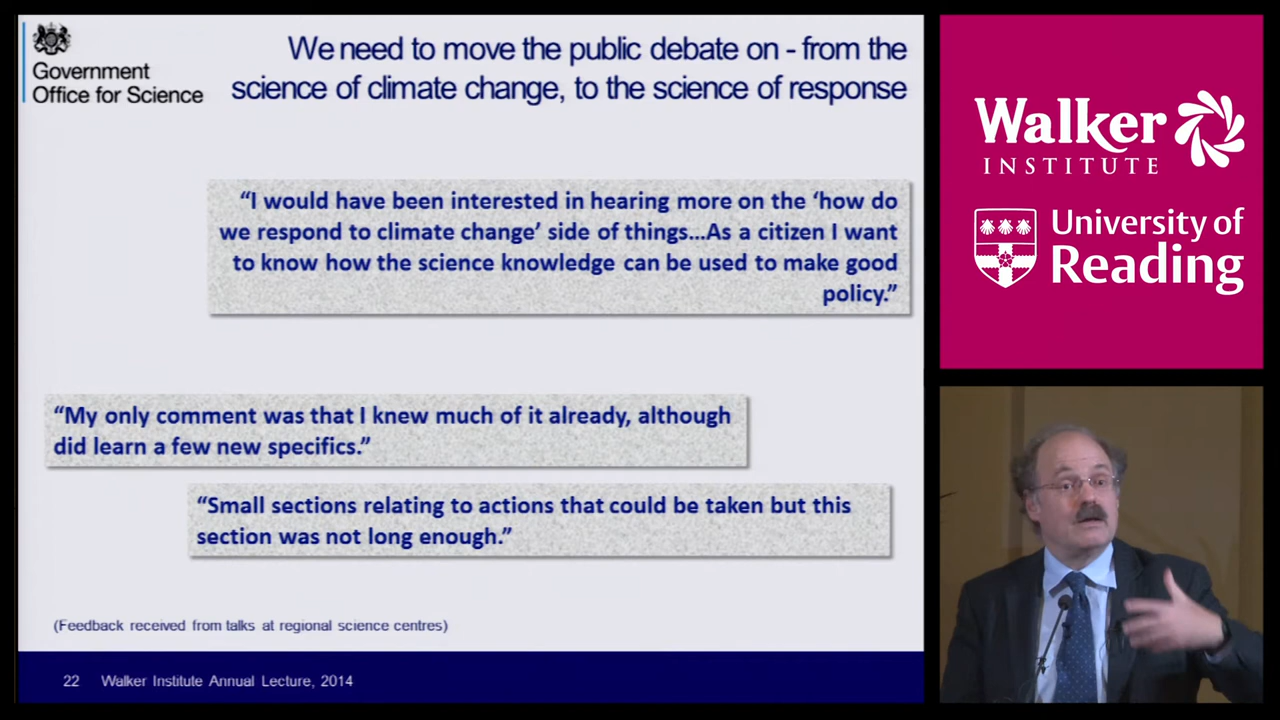 Government
Office for Science
We need to move the public debate on - from the
science of climate change, to the science of response
“I would have been interested in hearing more on the ‘how do
we respond to climate change’ side of things...As a citizen I want
to know how the science knowledge can be used to make good
policy.”
“My only comment was that I knew much of it already, although
did learn a few new specifics.”
“Small sections relating to actions that could be taken but this
section was not long enough.”
(Feedback received from talks at regional science centres)
22 Walker Institute Annual Lecture, 2014
Walker
INSTITUTE
University of
Reading